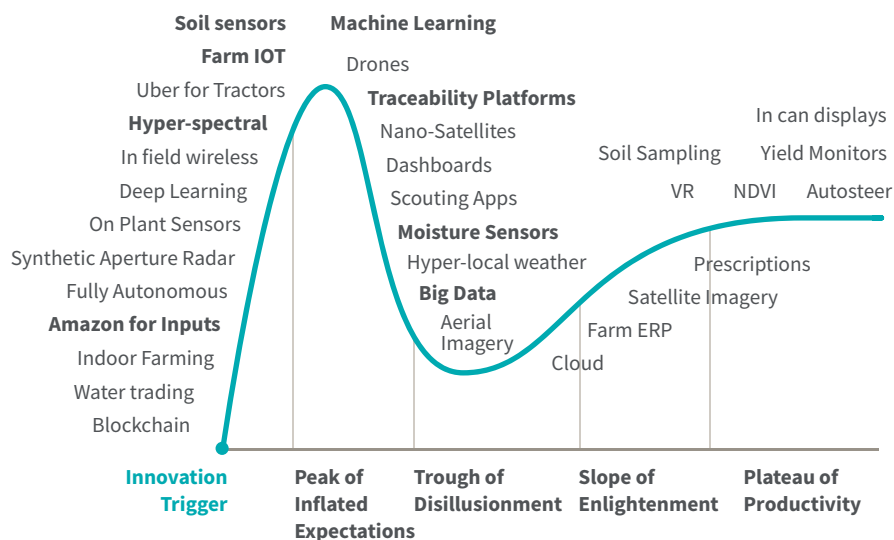 Soil sensors
Machine Learning
Farm IOT
Drones
Uber for Tractors
Traceability Platforms
Hyper-spectral
Nano-Satellites
In field wireless
Dashboards
Deep Learning
Scouting Apps
On Plant Sensors
Moisture Sensors
Synthetic Aperture Radar
Hyper-local weather
Fully Autonomous
Big Data
Amazon for Inputs
Aerial
Imagery
Indoor Farming
Water trading
Blockchain
In can displays
Soil Sampling
Yield Monitors
VR
NDVI
Autosteer
Prescriptions
Satellite Imagery
Farm ERP
Cloud
Innovation
Trigger
Peak of
Inflated
Expectations
Trough of
Disillusionment
Slope of
Enlightenment
Plateau of
Productivity